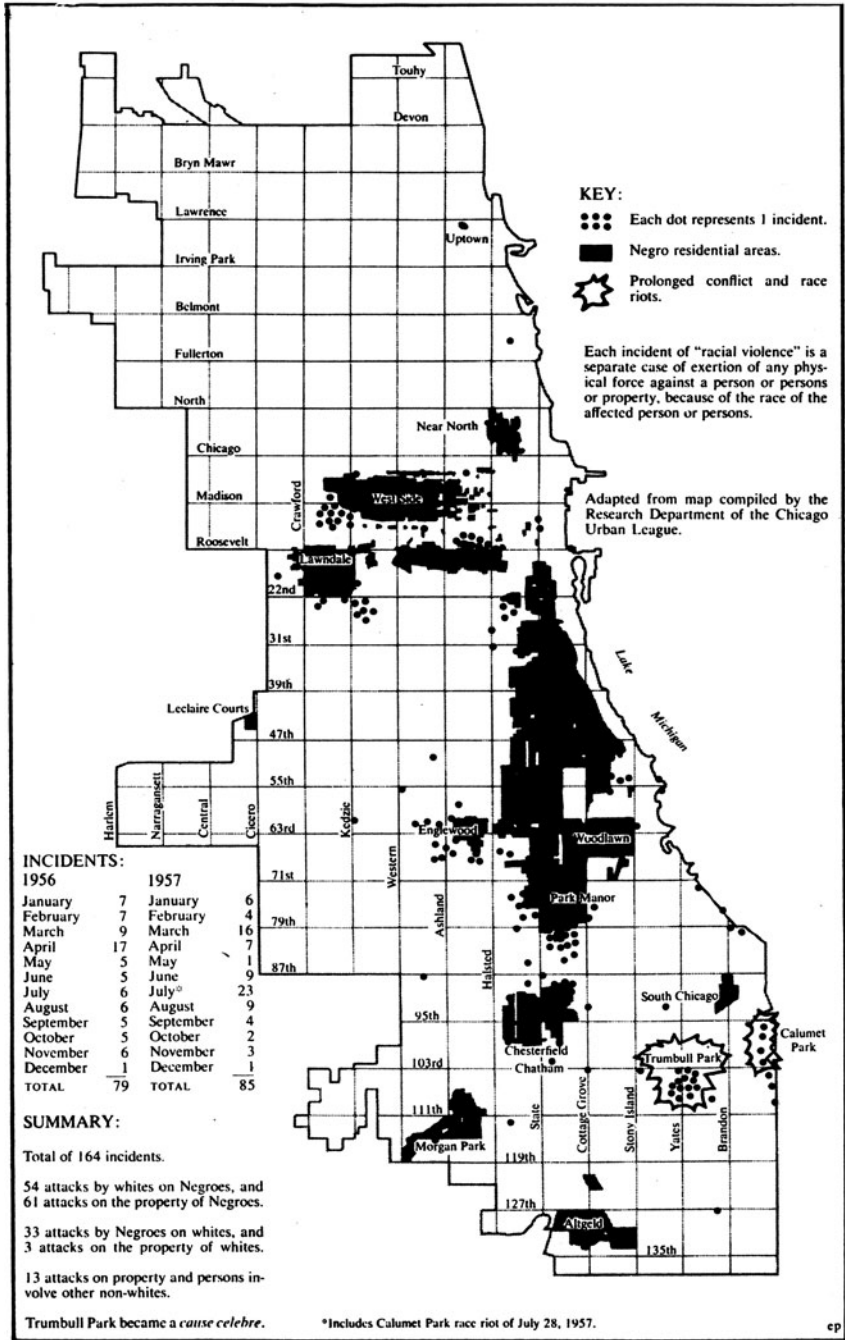 Touhy
Devon
Bryn Mawr
Lawrence
Uptown
Irving Park
Belmont
Fullerton
North
Near North
Chicago
Madison
Crawford
West Side
Roosevelt
Lawndale
22nd
31st
39th
Leclaire Courts
47th
55th
63rd
Harlem
Narragansett
Central
Cicero
Kedzie
Western
Ashland
Halsted
Englewood
Woodlawn
71st
Park Manor
79th
87th
South Chicago
95th
Calumet
Park
Chesterfield
Chatham
Trumbull Park
103rd
111th
Morgan Park
State
Cottage Grove
Stony Island
Yates
Brandon
119th
127th
Altgeld
135th
Lake
Michigan
KEY:
Each dot represents 1 incident.
Negro residential areas.
Prolonged conflict and race
riots.
Each incident of "racial violence" is a
separate case of exertion of any phys-
ical force against a person or persons
or property, because of the race of the
affected person or persons.
Adapted from map compiled by the
Research Department of the Chicago
Urban League.
INCIDENTS:
1956 1957
January 7 January 6
February 7 February 4
March 9 March 16
April 17 April 7
May 5 May 1
June 5 June 9
July 6 July* 23
August 6 August 9
September 5 September 4
October 5 October 2
November 6 November 3
December 1 December 1
TOTAL 79 TOTAL 85
SUMMARY:
Total of 164 incidents.
54 attacks by whites on Negroes, and
61 attacks on the property of Negroes.
33 attacks by Negroes on whites, and
3 attacks on the property of whites.
13 attacks on property and persons in-
volve other non-whites.
Trumbull Park became a cause celebre.
*Includes Calumet Park race riot of July 28, 1957.
cp